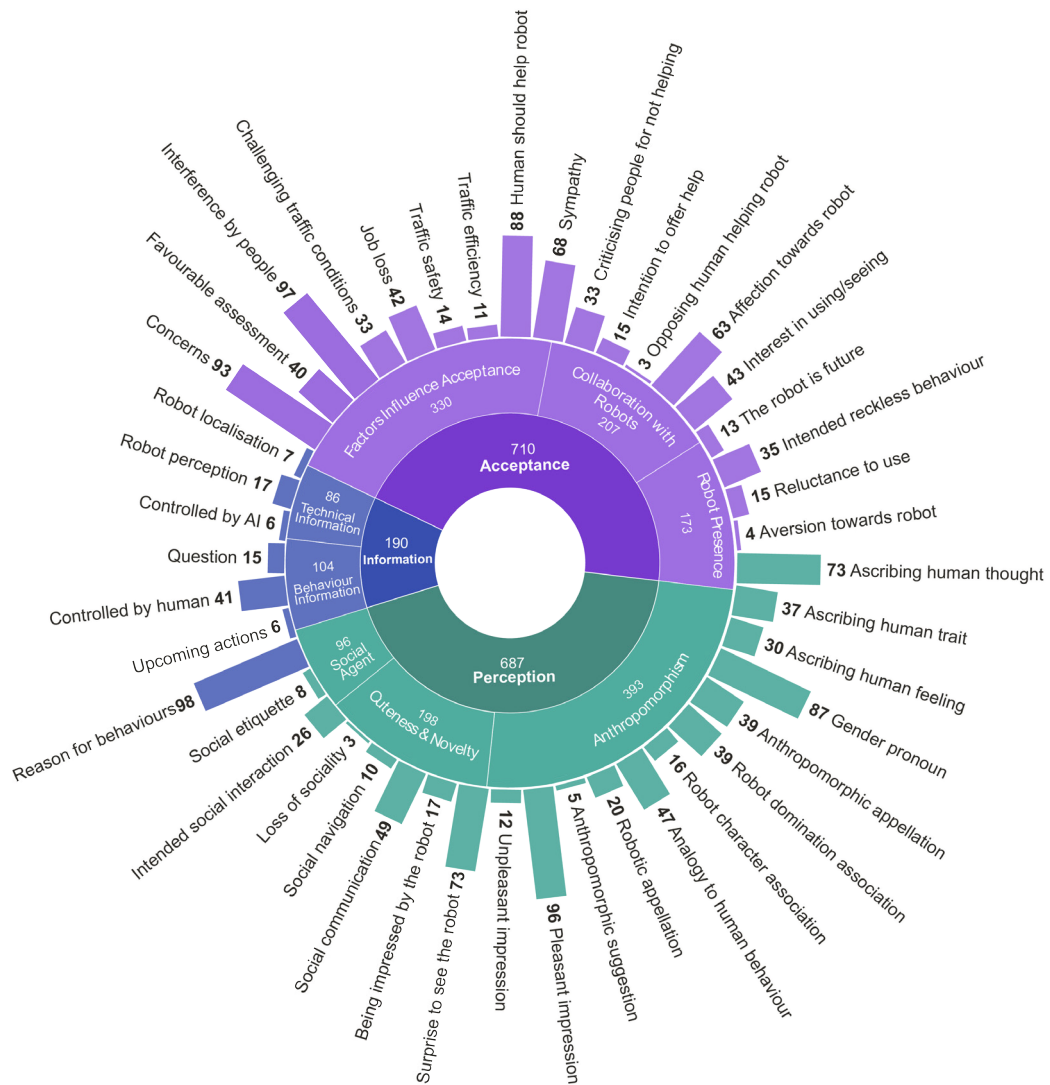 710
Acceptance
190
Information
687
Perception
Factors Influence Acceptance
330
Collaboration with
Robots
207
Robot Presence
173
Anthropomorphism
393
Cuteness & Novelty
198
Social
Agent
96
104
Behaviour
Information
86
Technical
Information
88 Human should help robot
68 Sympathy
33 Criticising people for not helping
15 Intention to offer help
3 Opposing human helping robot
63 Affection towards robot
43 Interest in using/seeing
13 The robot is future
35 Intended reckless behaviour
15 Reluctance to use
4 Aversion towards robot
73 Ascribing human thought
37 Ascribing human trait
30 Ascribing human feeling
87 Gender pronoun
39 Anthropomorphic appellation
39 Robot domination association
16 Robot character association
47 Analogy to human behaviour
20 Robotic appellation
5 Anthropomorphic suggestion
96 Pleasant impression
12 Unpleasant impression
Surprise to see the robot 73
Being impressed by the robot 17
Social communication 49
Social navigation 10
Loss of sociality 3
Intended social interaction 26
Social etiquette 8
Reason for behaviours 98
Upcoming actions 6
Controlled by human 41
Question 15
Controlled by AI 6
Robot perception 17
Robot localisation 7
Concerns 93
Favourable assessment 40
Interference by people 97
Challenging traffic conditions 33
Job loss 42
Traffic safety 14
Traffic efficiency 11